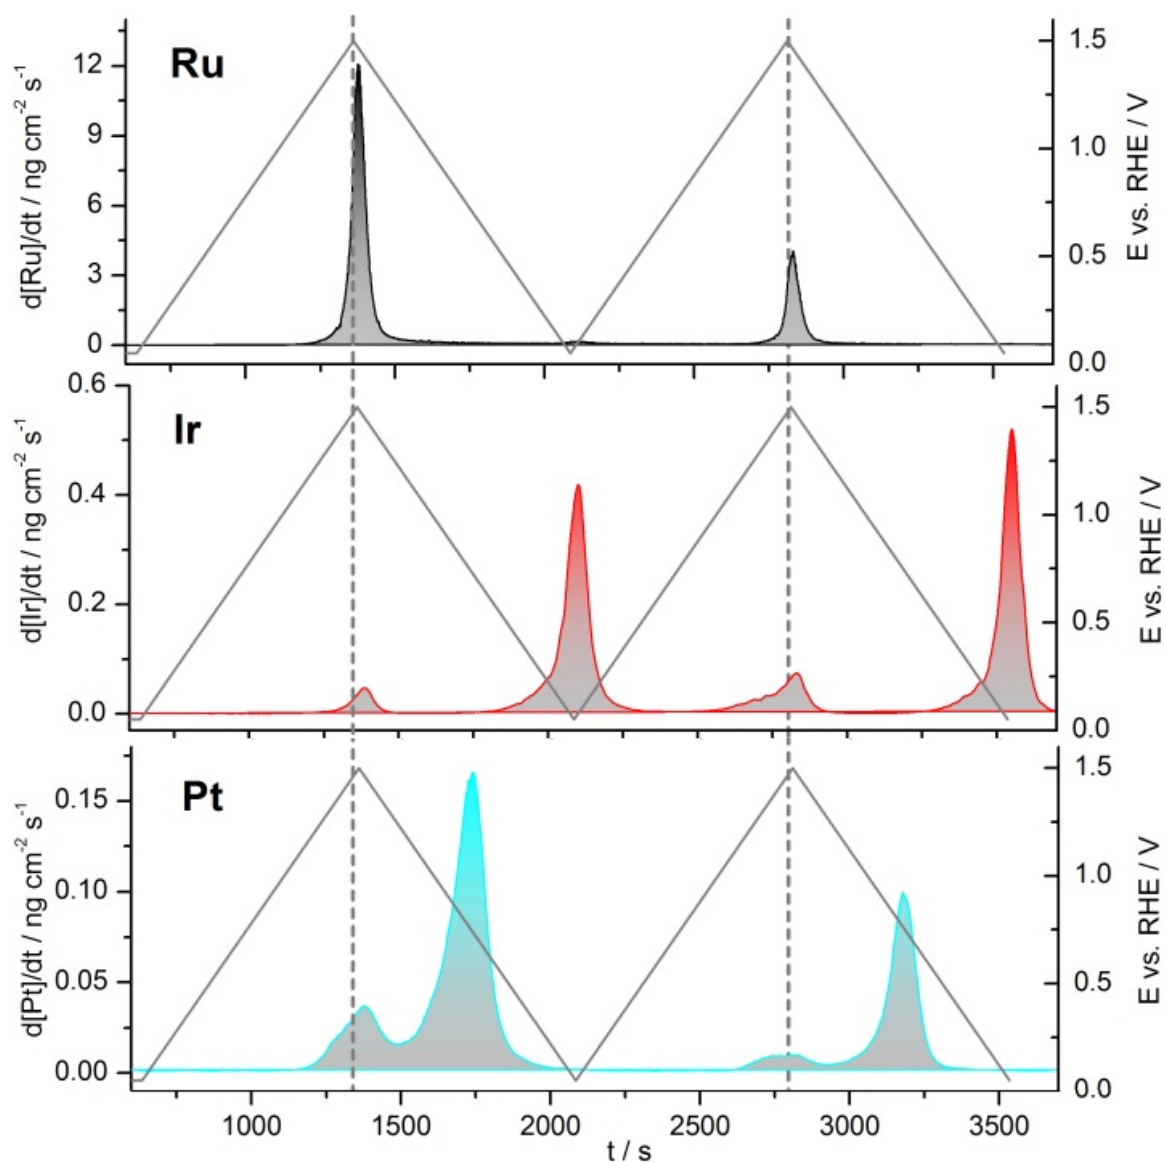 Ru
d[Ru]/dt / ng cm⁻² s⁻¹
12
9
6
3
0
E vs. RHE / V
1.5
1.0
0.5
0.0
Ir
d[Ir]/dt / ng cm⁻² s⁻¹
0.6
0.4
0.2
0.0
E vs. RHE / V
1.5
1.0
0.5
0.0
Pt
d[Pt]/dt / ng cm⁻² s⁻¹
0.15
0.10
0.05
0.00
E vs. RHE / V
1.5
1.0
0.5
0.0
1000 1500 2000 2500 3000 3500
t / s